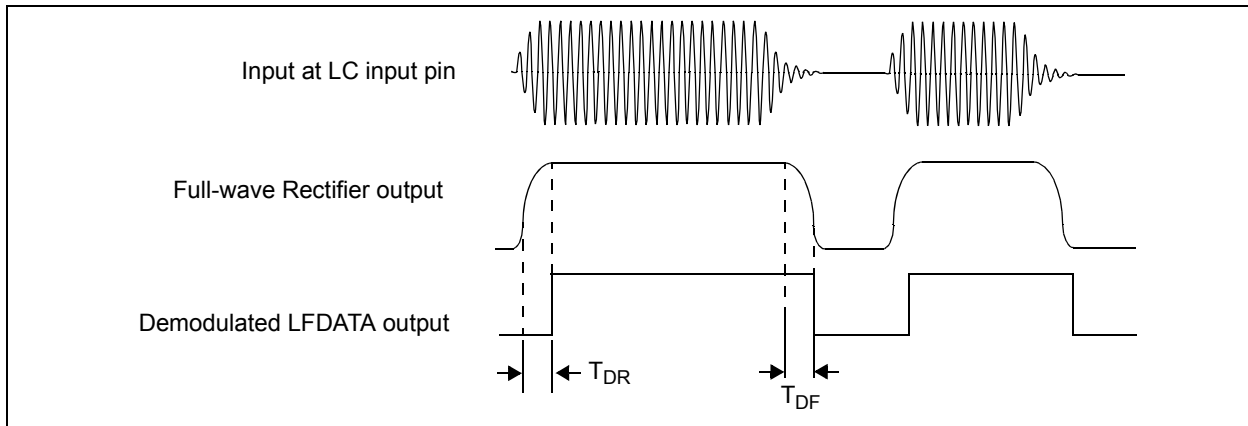 Input at LC input pin
Full-wave Rectifier output
Demodulated LFDATA output
TDR
TDF